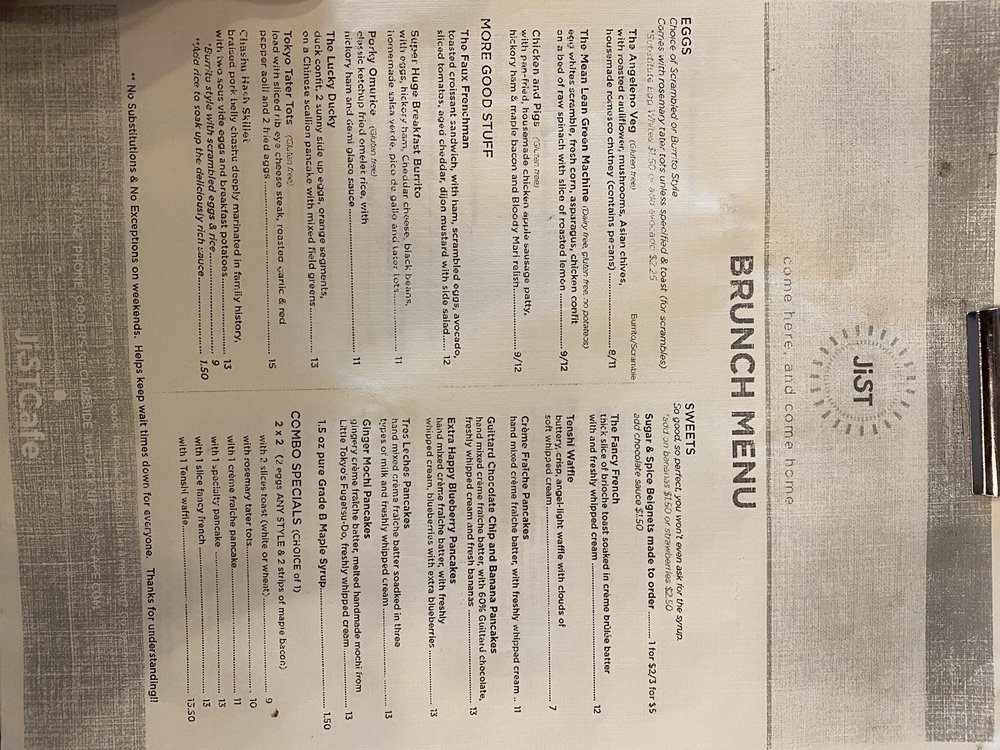 JiST
come here, and come home
BRUNCH MENU
EGGS
Choice of Scrambled or Burrito Style
Comes with rosemary tater tots unless specified & toast (for scrambles)
*Substitute Egg Whites $1.50 or add avocado $2.25
The Angeleno Veg (Gluten free) Burrito/Scramble
with roasted cauliflower, mushrooms, Asian chives,
housemade romesco chutney (contains pecans) ........ 8/11
The Mean Lean Green Machine (Dairy free, gluten free, no potatoes)
egg whites scramble, fresh corn, asparagus, chicken confit
on a bed of raw spinach with slice of roasted lemon ........ 9/12
Chicken and Pigs (Gluten free)
with pan-fried, housemade chicken apple sausage patty,
hickory ham & maple bacon and Bloody Mari relish ........ 9/12
MORE GOOD STUFF
The Faux Frenchman
toasted croissant sandwich, with ham, scrambled eggs, avocado,
sliced tomatos, aged cheddar, dijon mustard with side salad...... 12
Super Huge Breakfast Burrito
with eggs, hickory ham, Cheddar cheese, black beans,
homemade salsa verde, pico de gallo and tater tots........ 11
Porky Omurice (Gluten free)
classic ketchup fried omelet rice, with
hickory ham and demi glaco sauce........ 11
The Lucky Ducky
duck confit, 2 sunny side up eggs, orange segments,
on a Chinese scallion pancake with mixed field greens........ 13
Tokyo Tater Tots (Gluten free)
load with sliced rib eye cheese steak, roasted garlic & red
pepper aoili and 2 fried eggs ........ 15
Chashu Hash Skillet
braised pork belly chashu deeply marinated in family history,
with two sous vide eggs and breakfast potatoes........ 13
*Burrito style with scrambled eggs & rice........ 9
**Add rice to soak up the deliciously rich sauce........ 1.50
SWEETS
So good, so perfect, you won't even ask for the syrup.
*add on bananas $1.50 or strawberries $2.50
Sugar & Spice Beignets made to order ........ 1 for $2/3 for $5
add chocolate sauce $1.50
The Fancy French
thick slice of brioche toast soaked in crème brûlée batter
with and freshly whipped cream ........ 12
Tenshi Waffle
buttery, crisp, angel-light waffle with clouds of
soft whipped cream ........ 7
Crème Fraîche Pancakes
hand mixed crème fraîche batter, with freshly whipped cream .. 11
Guittard Chocolate Chip and Banana Pancakes
hand mixed crème fraîche batter, with 60% Guittard chocolate,
freshly whipped cream and fresh bananas ........ 13
Extra Happy Blueberry Pancakes
hand mixed crème fraîche batter, with freshly
whipped cream, blueberries with extra blueberries ........ 13
Tres Leches Pancakes
hand mixed crème fraîche batter soadked in three
types of milk and freshly whipped cream ........ 13
Ginger Mochi Pancakes
gingery crème fraîche batter, melted handmade mochi from
Little Tokyo's Fugetsu-Do, freshly whipped cream ........ 13
1.5 oz pure Grade B Maple Syrup........ 1.50
COMBO SPECIALS (CHOICE of 1)
2 x 2 (2 eggs ANY STYLE & 2 strips of maple bacon)
with 2 slices toast (white or wheat)........ 9
with rosemary tater tots........ 10
with 1 crème fraîche pancake........ 11
with 1 specialty pancake ........ 13
with 1 slice fancy french ........ 13
with 1 Tenshi waffle........ 13.50
** No Substitutions & No Exceptions on weekends. Helps keep wait times down for everyone. Thanks for understanding!!
WE TAKE PHONE ORDERS for CURBSIDE and PICK UP at JISTCAFE.COM
JiSTCafe